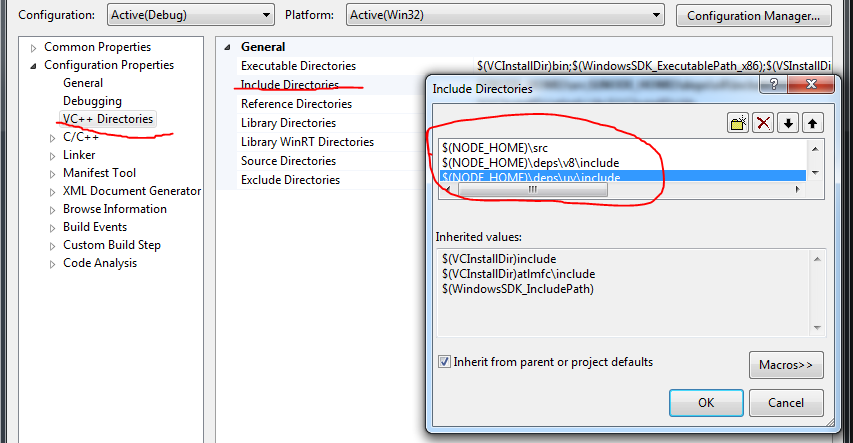 Configuration: Active(Debug) Platform: Active(Win32) Configuration Manager...
Common Properties
Configuration Properties
General
Debugging
VC++ Directories
C/C++
Linker
Manifest Tool
XML Document Generator
Browse Information
Build Events
Custom Build Step
Code Analysis
General
Executable Directories $(VCInstallDir)bin;$(WindowsSDK_ExecutablePath_x86);$(VSInstallDi
Include Directories
Reference Directories
Library Directories
Library WinRT Directories
Source Directories
Exclude Directories
Include Directories
$(NODE_HOME)\src
$(NODE_HOME)\deps\v8\include
$(NODE_HOME)\deps\uv\include
Inherited values:
$(VCInstallDir)include
$(VCInstallDir)atlmfc\include
$(WindowsSDK_IncludePath)
Inherit from parent or project defaults
Macros>>
OK Cancel